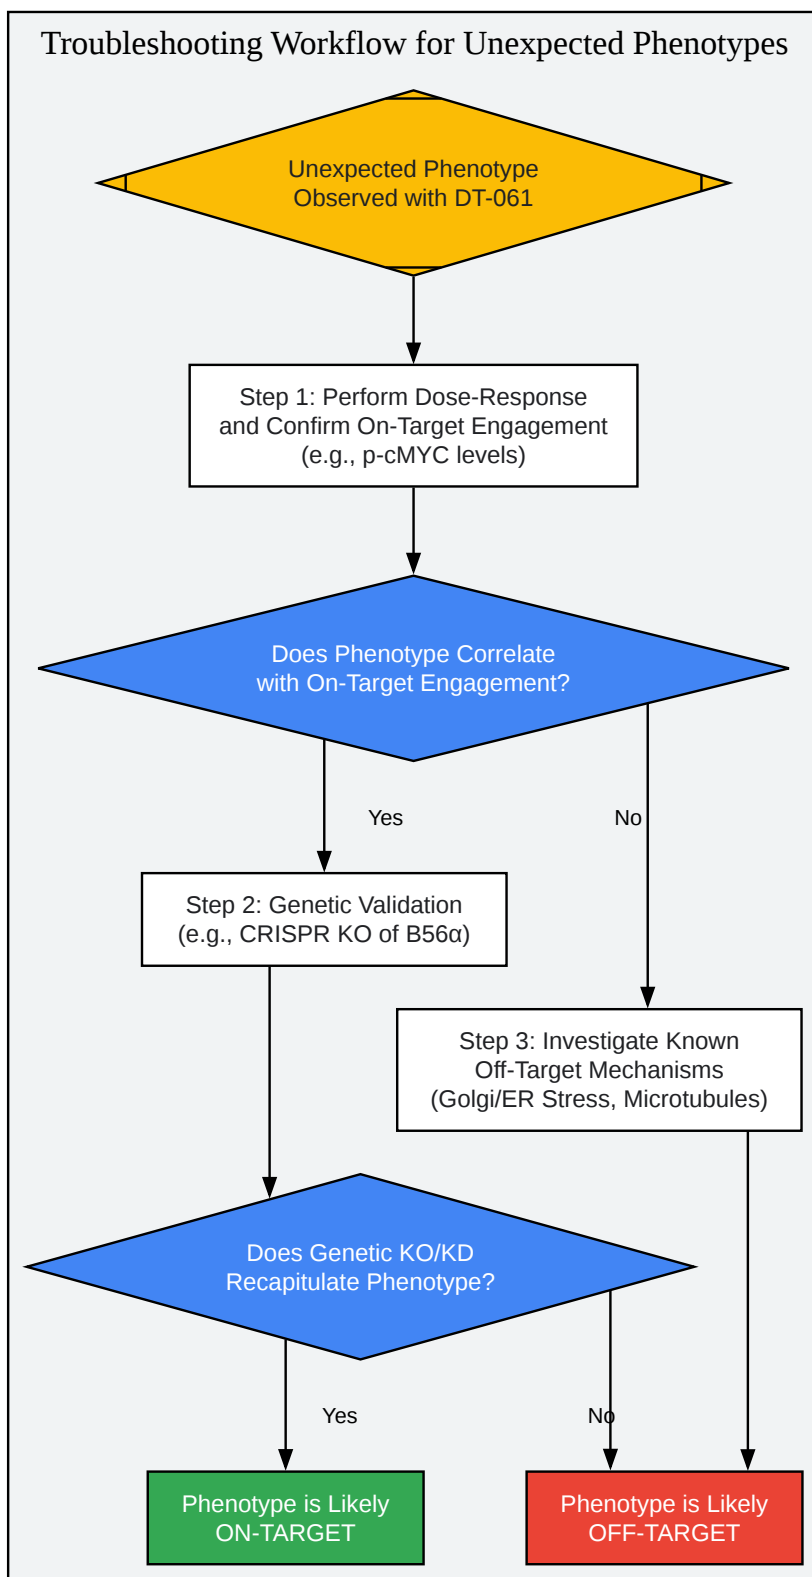 Troubleshooting Workflow for Unexpected Phenotypes
Unexpected Phenotype
Observed with DT-061
Step 1: Perform Dose-Response
and Confirm On-Target Engagement
(e.g., p-cMYC levels)
Does Phenotype Correlate
with On-Target Engagement?
Yes
No
Step 2: Genetic Validation
(e.g., CRISPR KO of B56α)
Step 3: Investigate Known
Off-Target Mechanisms
(Golgi/ER Stress, Microtubules)
Does Genetic KO/KD
Recapitulate Phenotype?
Yes
No
Phenotype is Likely
ON-TARGET
Phenotype is Likely
OFF-TARGET